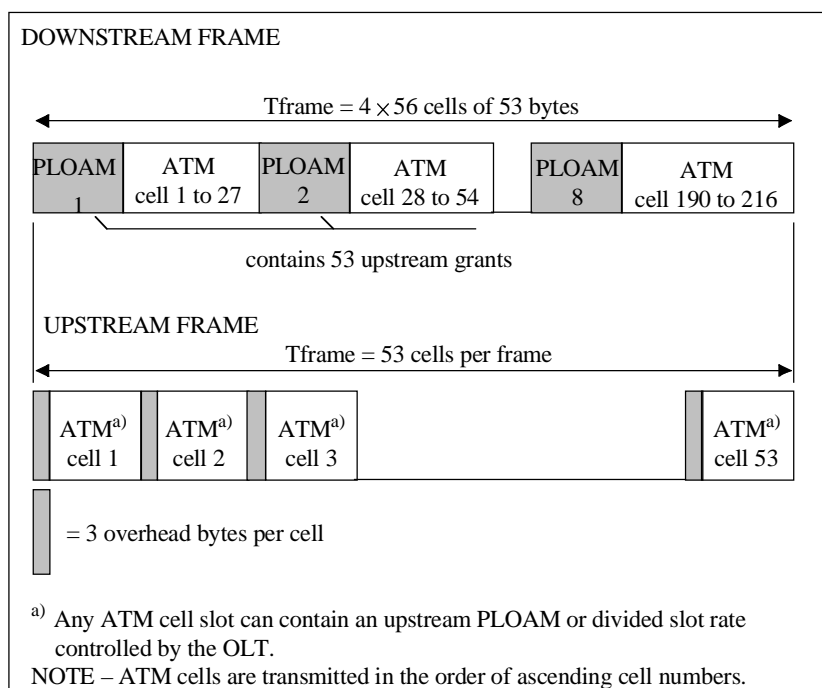 DOWNSTREAM FRAME
Tframe = 4 × 56 cells of 53 bytes
PLOAM 1
ATM cell 1 to 27
PLOAM 2
ATM cell 28 to 54
PLOAM 8
ATM cell 190 to 216
contains 53 upstream grants
UPSTREAM FRAME
Tframe = 53 cells per frame
ATM a) cell 1
ATM a) cell 2
ATM a) cell 3
ATM a) cell 53
= 3 overhead bytes per cell
a) Any ATM cell slot can contain an upstream PLOAM or divided slot rate
controlled by the OLT.
NOTE – ATM cells are transmitted in the order of ascending cell numbers.